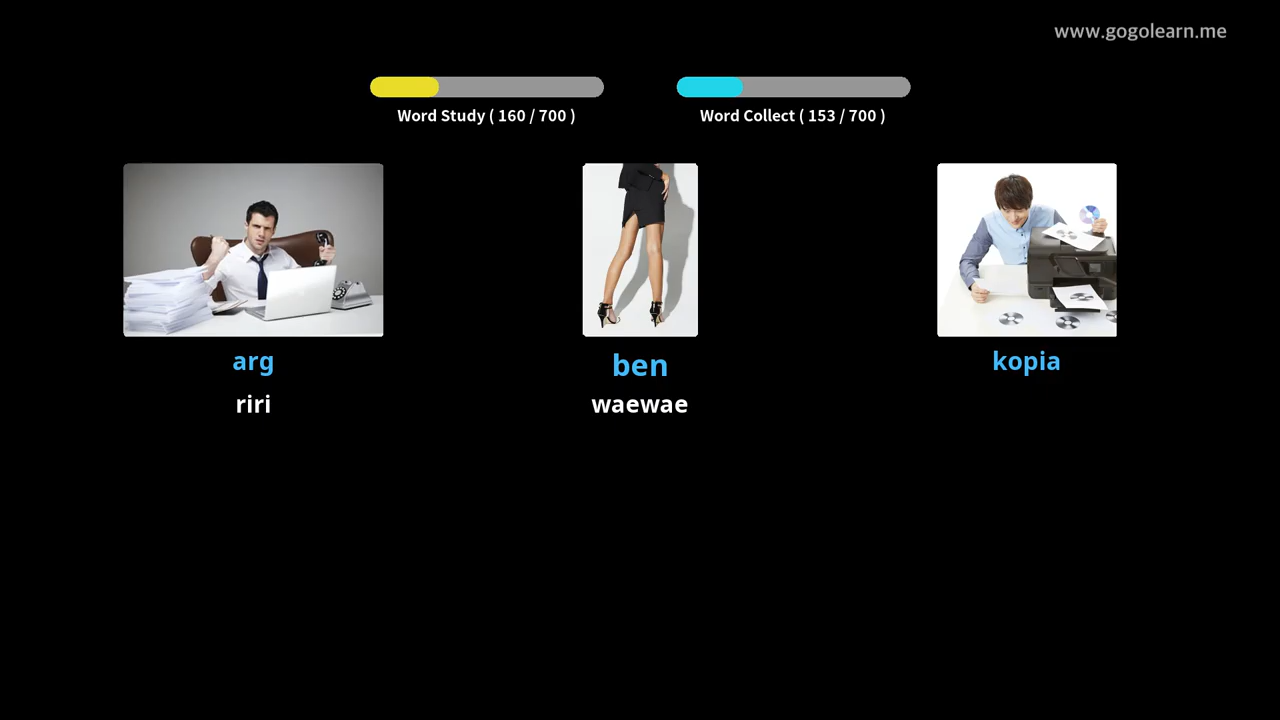 www.gogolearn.me
Word Study ( 160 / 700 )
Word Collect ( 153 / 700 )
arg
ben
kopia
riri
waewae